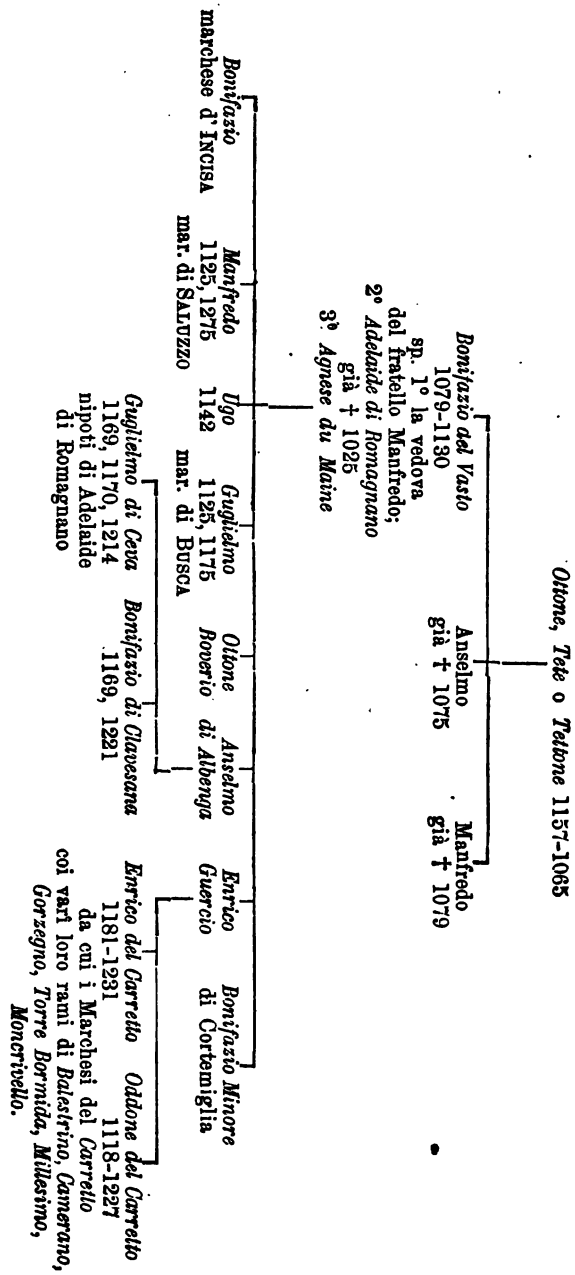 Ottone, Tete o Tettone 1157-1065
Bonifazio del Vasto
1079-1130
sp. 1º la vedova
del fratello Manfredo;
2º Adelaide di Romagnano
già † 1025
3º Agnese du Maine
Anselmo
già † 1075
Manfredo
già † 1079
Bonifazio
marchese d'INCISA
Manfredo
1125, 1275
mar. di SALUZZO
Ugo
1142
Guglielmo
1125, 1175
mar. di BUSCA
Ottone
Boverio
Anselmo
di Albenga
Enrico
Guercio
Bonifazio Minore
di Cortemiglia
Guglielmo di Ceva
1169, 1170, 1214
nipoti di Adelaide
di Romagnano
Bonifazio di Clavesana
1169, 1221
Enrico del Carretto
1181-1231
Oddone del Carretto
1118-1227
da cui i Marchesi del Carretto
coi varî loro rami di Balestrino, Camerano,
Gorzegno, Torre Bormida, Millesimo,
Moncrivello.